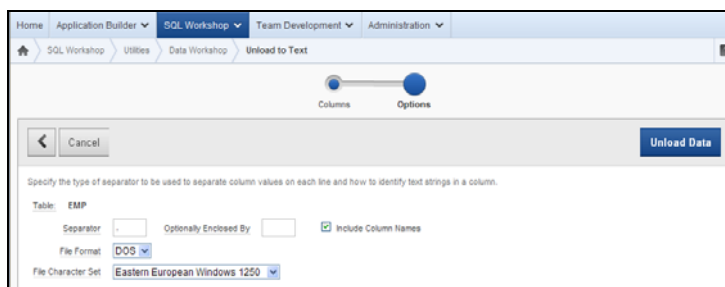 Home Application Builder SQL Workshop Team Development Administration
SQL Workshop Utilities Data Workshop Unload to Text
Columns Options
Cancel Unload Data
Specify the type of separator to be used to separate column values on each line and how to identify text strings in a column.
Table: EMP
Separator Optionally Enclosed By Include Column Names
File Format DOS
File Character Set Eastern European Windows 1250